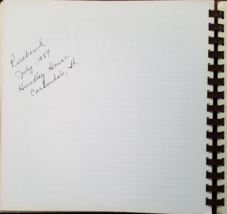 Purchased
July 1989
Hundley House
Carbondale, Il.